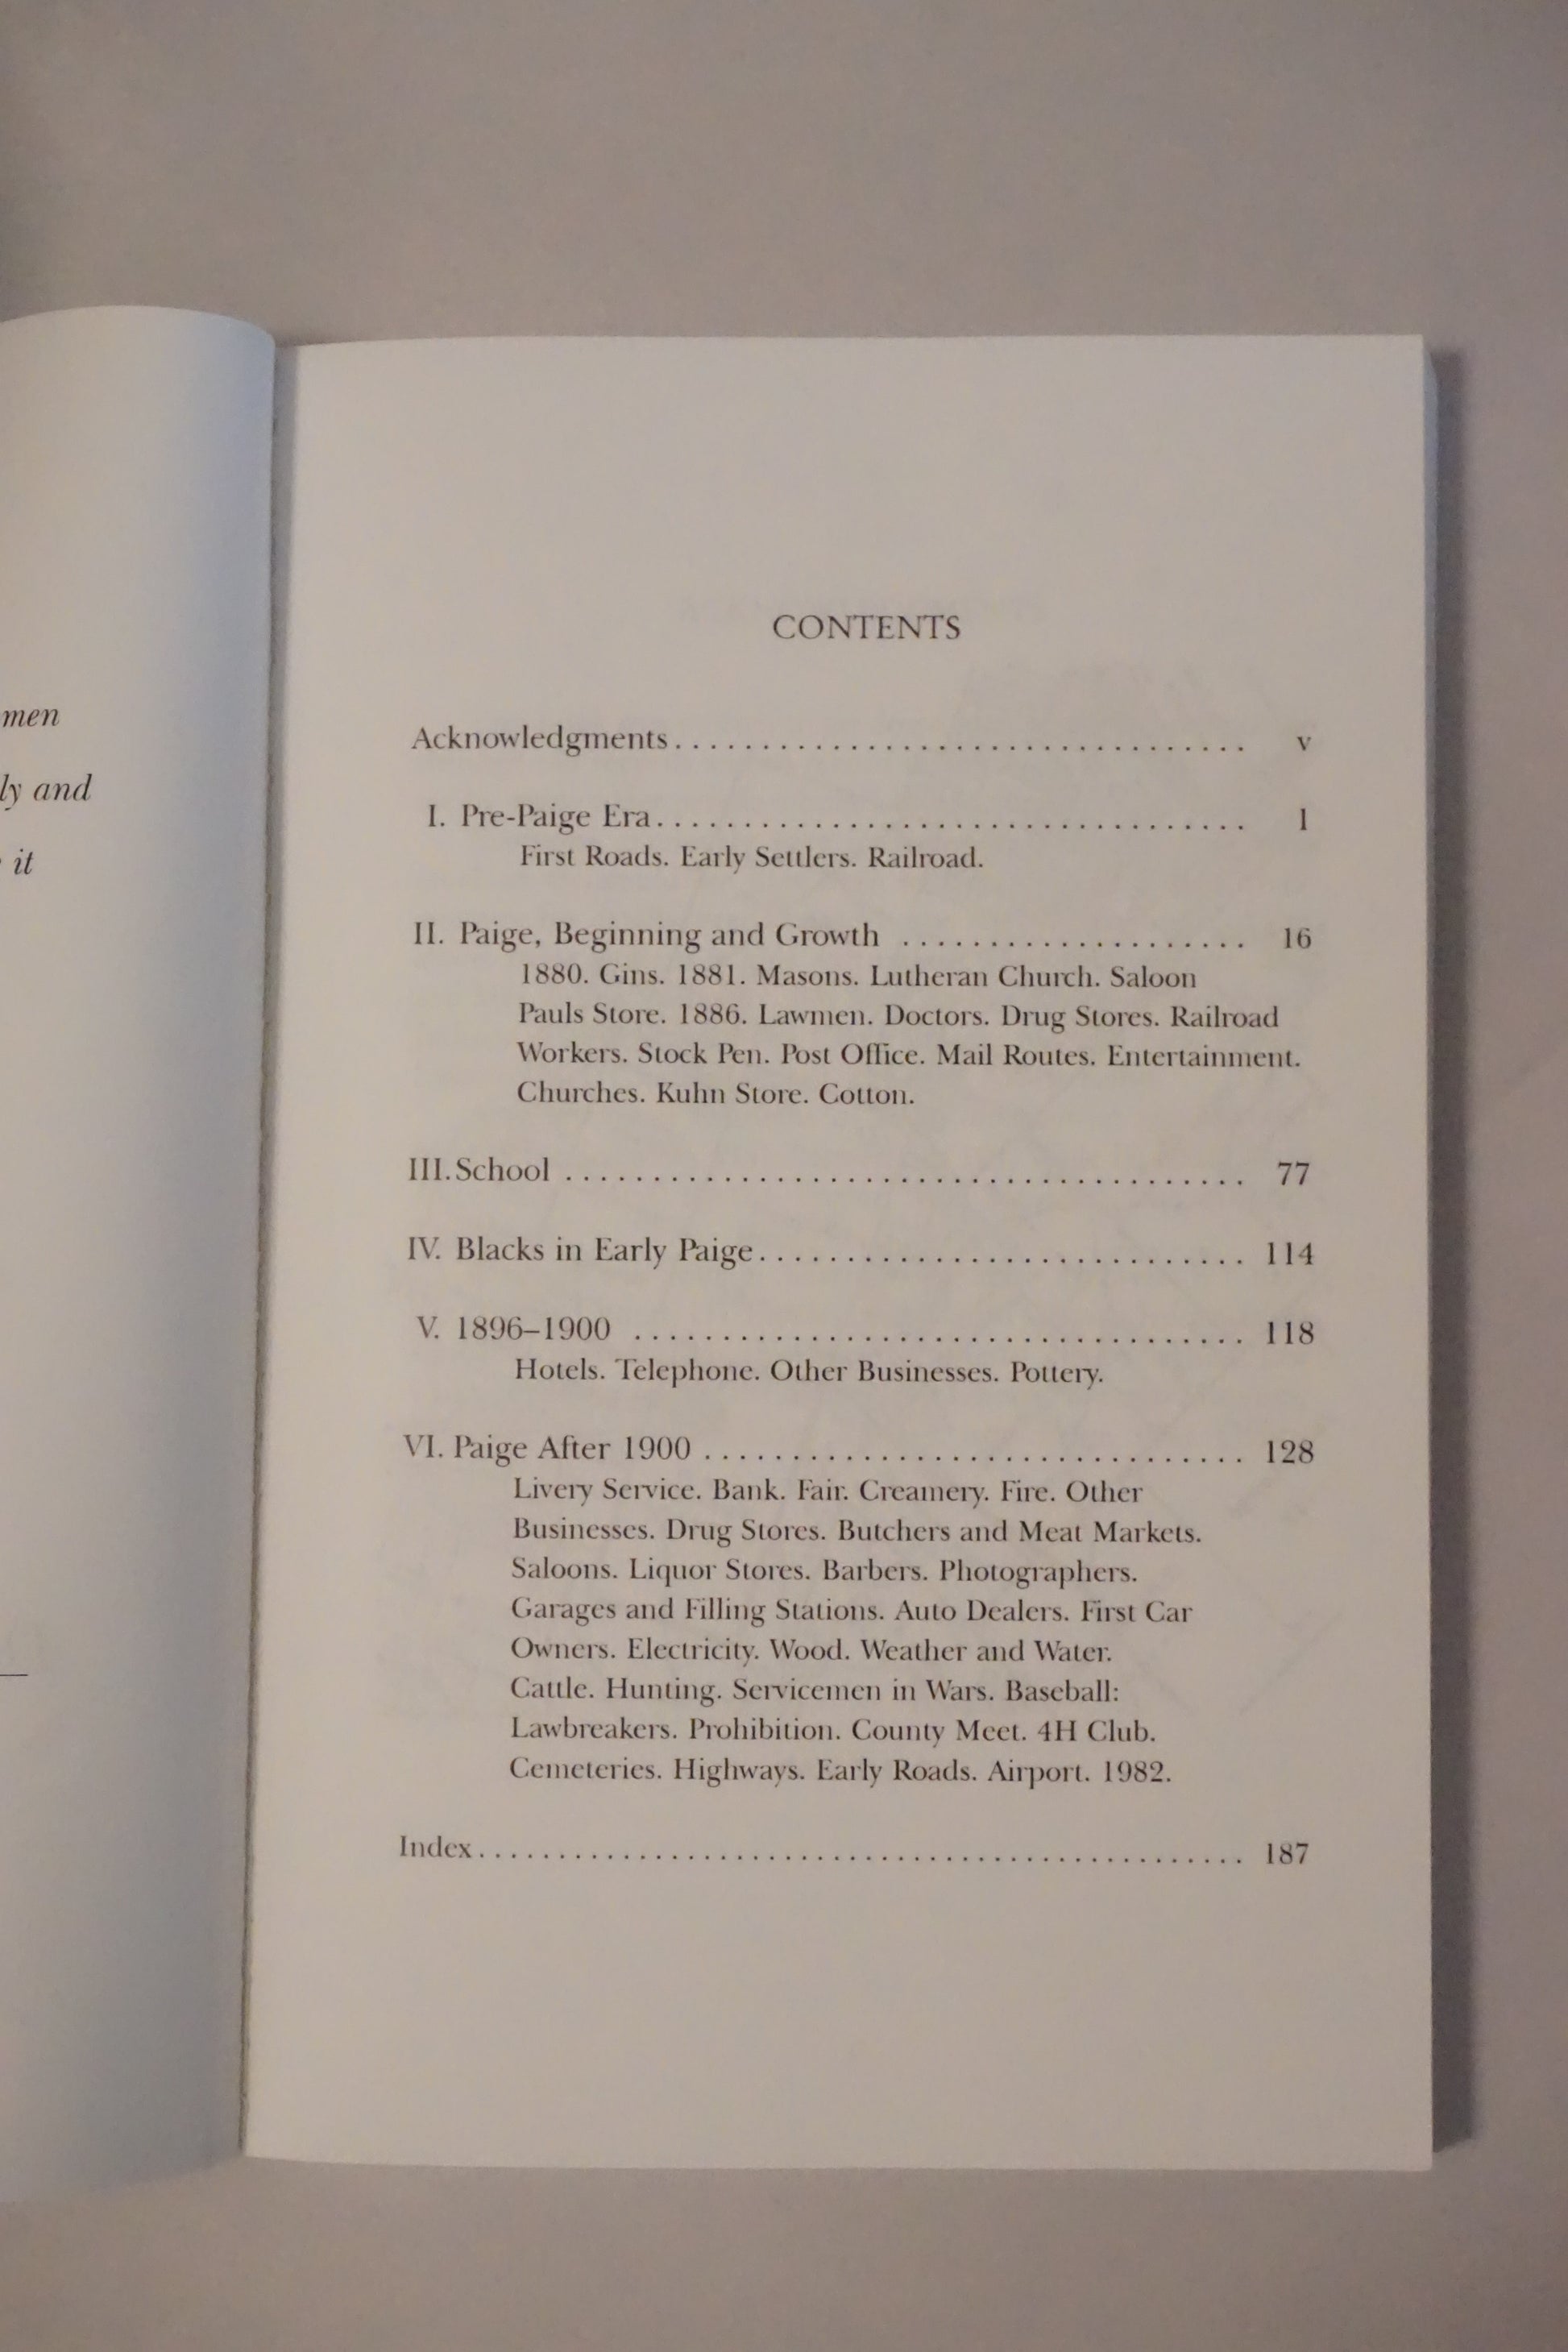 men
ly and
it
CONTENTS
Acknowledgments.................................. v
I. Pre-Paige Era.................................. 1
First Roads. Early Settlers. Railroad.
II. Paige, Beginning and Growth .................... 16
1880. Gins. 1881. Masons. Lutheran Church. Saloon
Pauls Store. 1886. Lawmen. Doctors. Drug Stores. Railroad
Workers. Stock Pen. Post Office. Mail Routes. Entertainment.
Churches. Kuhn Store. Cotton.
III. School ........................................ 77
IV. Blacks in Early Paige............................. 114
V. 1896–1900 .................................... 118
Hotels. Telephone. Other Businesses. Pottery.
VI. Paige After 1900 ................................ 128
Livery Service. Bank. Fair. Creamery. Fire. Other
Businesses. Drug Stores. Butchers and Meat Markets.
Saloons. Liquor Stores. Barbers. Photographers.
Garages and Filling Stations. Auto Dealers. First Car
Owners. Electricity. Wood. Weather and Water.
Cattle. Hunting. Servicemen in Wars. Baseball:
Lawbreakers. Prohibition. County Meet. 4H Club.
Cemeteries. Highways. Early Roads. Airport. 1982.
Index.............................................. 187